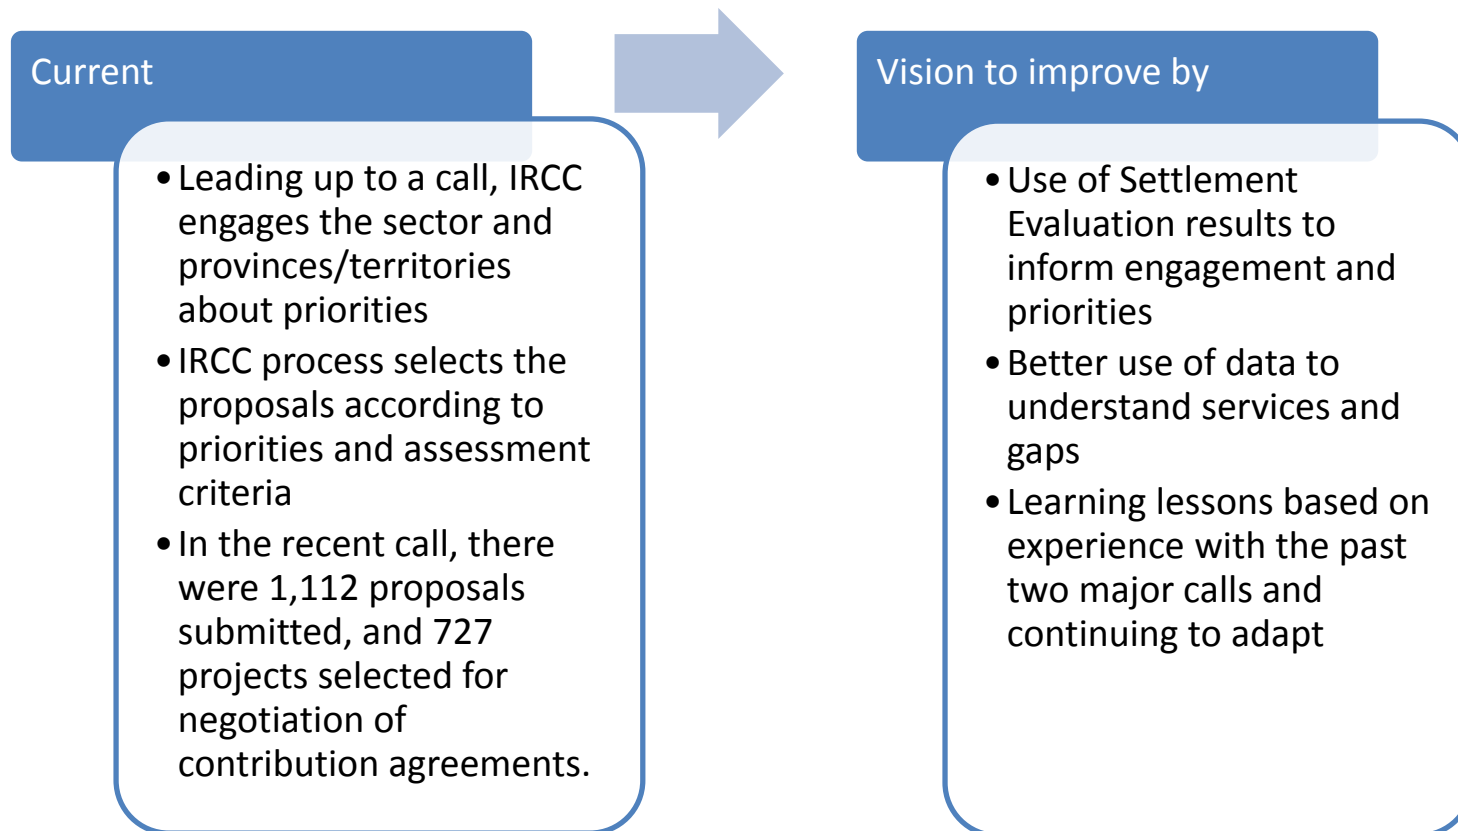 Current
• Leading up to a call, IRCC
engages the sector and
provinces/territories
about priorities
• IRCC process selects the
proposals according to
priorities and assessment
criteria
• In the recent call, there
were 1,112 proposals
submitted, and 727
projects selected for
negotiation of
contribution agreements.
Vision to improve by
• Use of Settlement
Evaluation results to
inform engagement and
priorities
• Better use of data to
understand services and
gaps
• Learning lessons based on
experience with the past
two major calls and
continuing to adapt